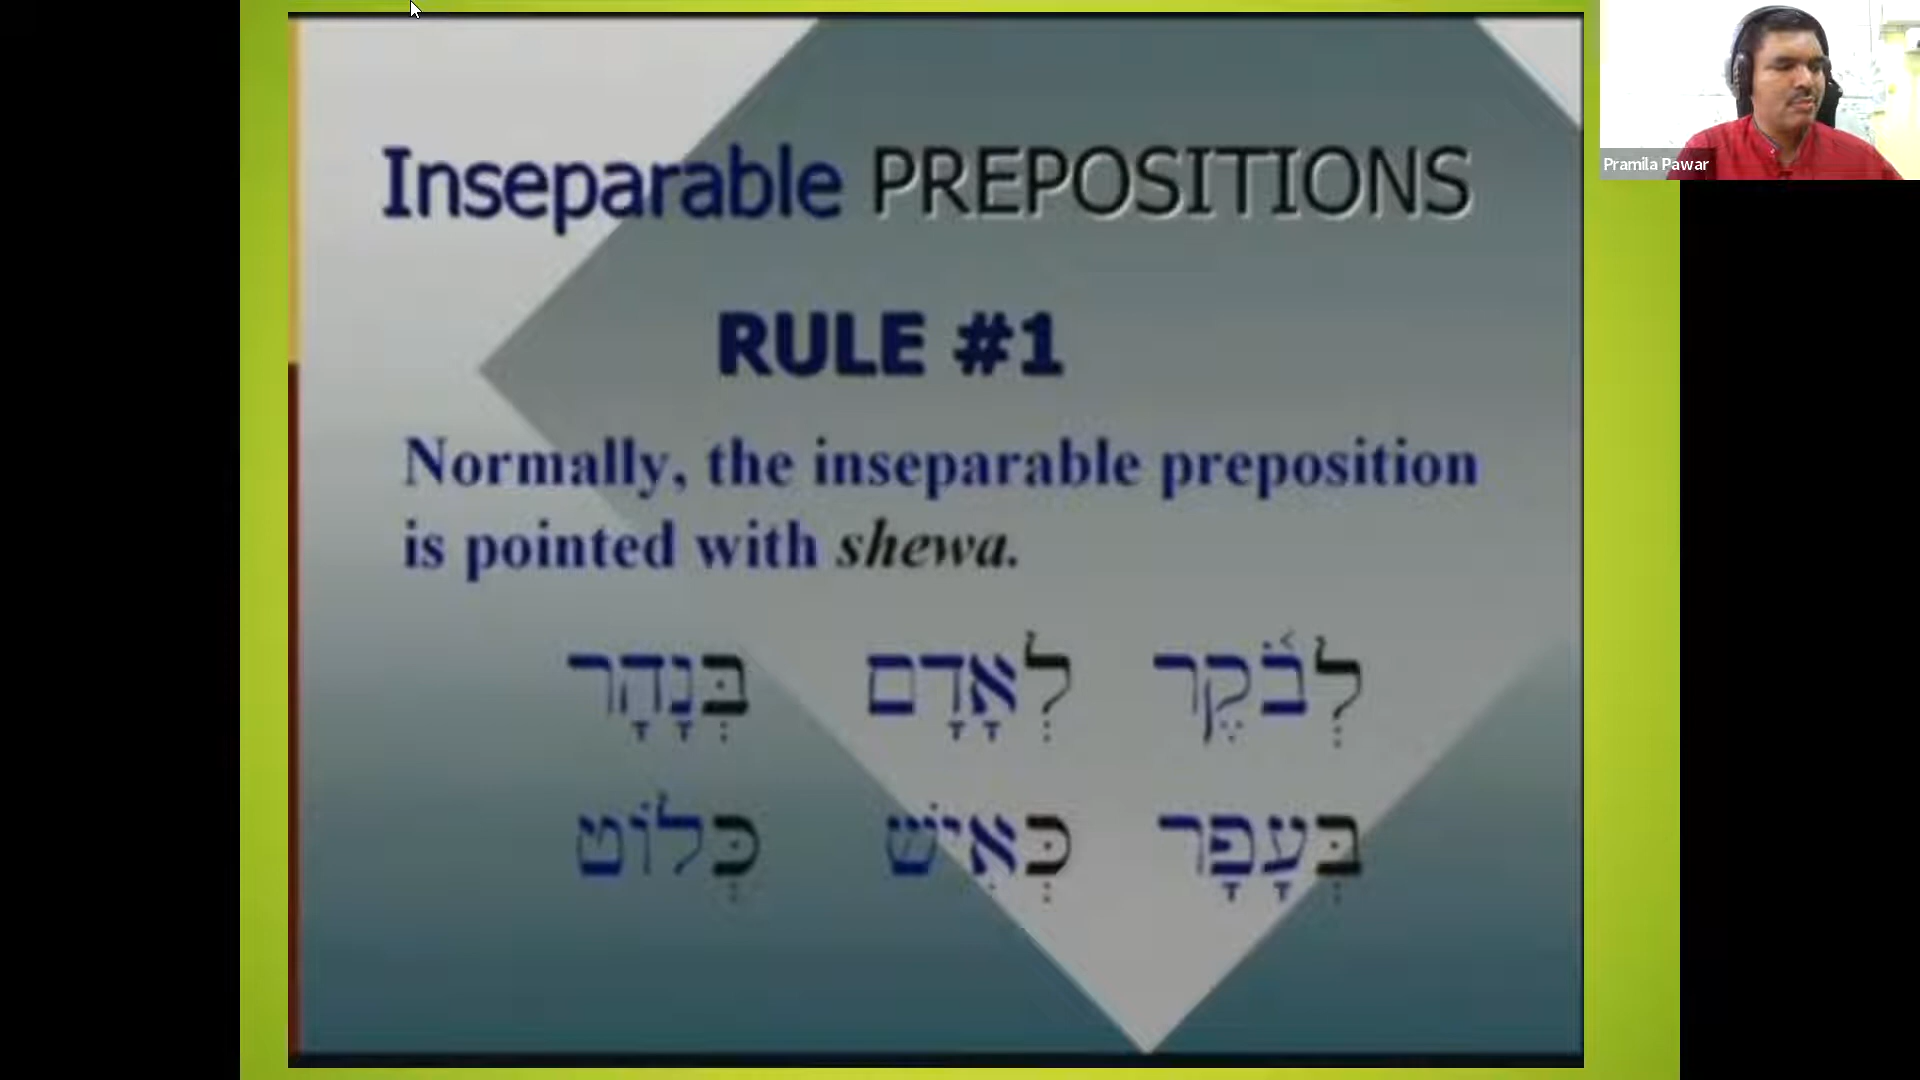 Inseparable PREPOSITIONS
RULE #1
Normally, the inseparable preposition
is pointed with shewa.
לְבֹ֫קֶר לְאָדָם בְּנָהָר
בְּעָפָר כְּאִישׁ כְּלוֹט
Pramila Pawar